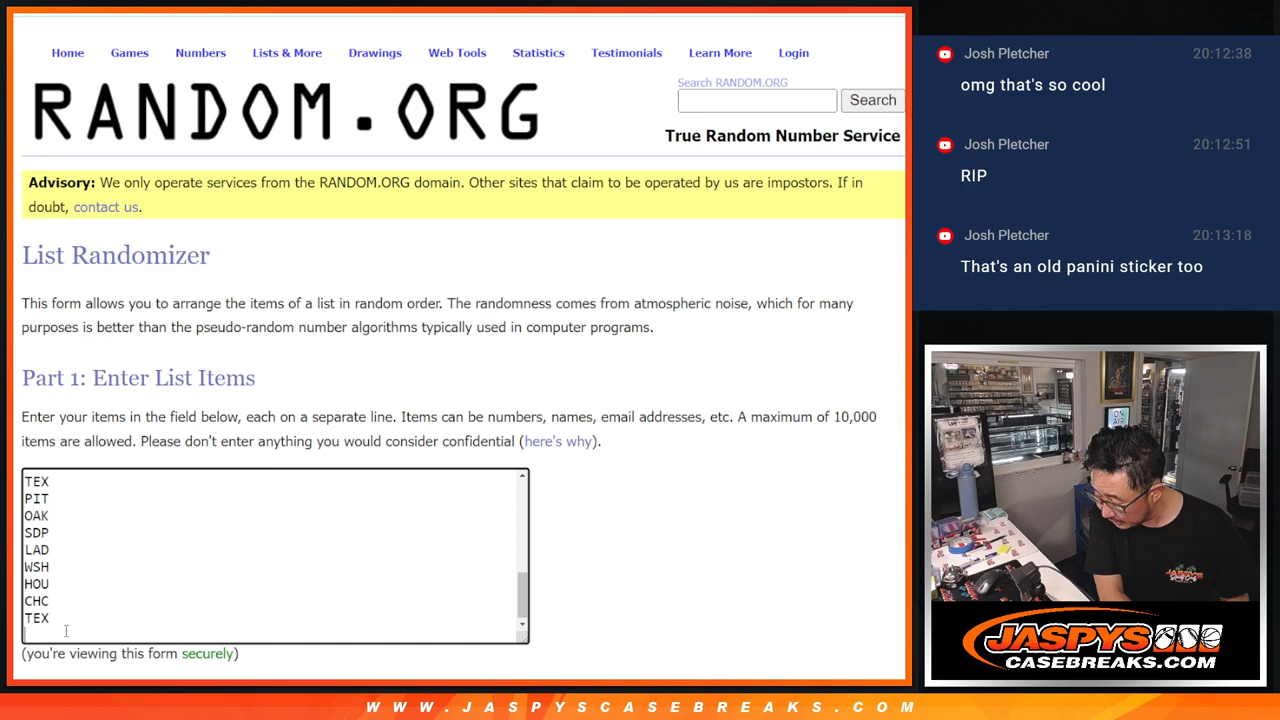 Home Games Numbers Lists & More Drawings Web Tools Statistics Testimonials Learn More Login
RANDOM.ORG
Search RANDOM.ORG
Search
True Random Number Service
Advisory: We only operate services from the RANDOM.ORG domain. Other sites that claim to be operated by us are impostors. If in
doubt, contact us.
List Randomizer
This form allows you to arrange the items of a list in random order. The randomness comes from atmospheric noise, which for many
purposes is better than the pseudo-random number algorithms typically used in computer programs.
Part 1: Enter List Items
Enter your items in the field below, each on a separate line. Items can be numbers, names, email addresses, etc. A maximum of 10,000
items are allowed. Please don't enter anything you would consider confidential (here's why).
TEX
PIT
OAK
SDP
LAD
WSH
HOU
CHC
TEX
(you're viewing this form securely)
Josh Pletcher 20:12:38
omg that's so cool
Josh Pletcher 20:12:51
RIP
Josh Pletcher 20:13:18
That's an old panini sticker too
ON
AIR
JASPYS
JASPYS
CASEBREAKS.COM
WWW.JASPYSCASEBREAKS.COM